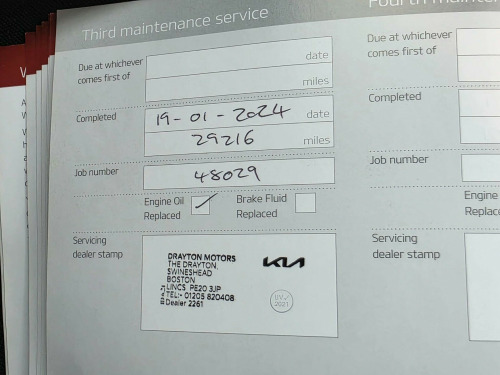 Third maintenance service
Due at whichever
comes first of
date
miles
Completed
19-01-2024 date
29216 miles
Job number
48029
Engine Oil
Replaced
Brake Fluid
Replaced
Servicing
dealer stamp
DRAYTON MOTORS
THE DRAYTON,
SWINESHEAD
BOSTON
LINCS. PE20 3JP
TEL:- 01205 820408
Dealer 2261
KIA
2021
Due at whichever
comes first of
Completed
Job number
Engine
Replac
Servicing
dealer stamp